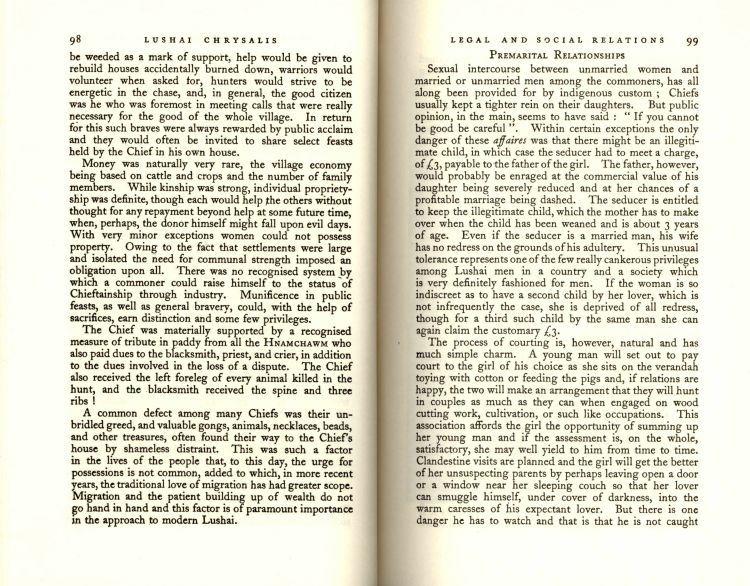 98 LUSHAI CHRYSALIS
be weeded as a mark of support, help would be given to
rebuild houses accidentally burned down, warriors would
volunteer when asked for, hunters would strive to be
energetic in the chase, and, in general, the good citizen
was he who was foremost in meeting calls that were really
necessary for the good of the whole village. In return
for this such braves were always rewarded by public acclaim
and they would often be invited to share select feasts
held by the Chief in his own house.
Money was naturally very rare, the village economy
being based on cattle and crops and the number of family
members. While kinship was strong, individual propriety-
ship was definite, though each would help the others without
thought for any repayment beyond help at some future time,
when, perhaps, the donor himself might fall upon evil days.
With very minor exceptions women could not possess
property. Owing to the fact that settlements were large
and isolated the need for communal strength imposed an
obligation upon all. There was no recognised system by
which a commoner could raise himself to the status of
Chieftainship through industry. Munificence in public
feasts, as well as general bravery, could, with the help of
sacrifices, earn distinction and some few privileges.
The Chief was materially supported by a recognised
measure of tribute in paddy from all the HNAMCHAWM who
also paid dues to the blacksmith, priest, and crier, in addition
to the dues involved in the loss of a dispute. The Chief
also received the left foreleg of every animal killed in the
hunt, and the blacksmith received the spine and three
ribs !
A common defect among many Chiefs was their un-
bridled greed, and valuable gongs, animals, necklaces, beads,
and other treasures, often found their way to the Chief's
house by shameless distraint. This was such a factor
in the lives of the people that, to this day, the urge for
possessions is not common, added to which, in more recent
years, the traditional love of migration has had greater scope.
Migration and the patient building up of wealth do not
go hand in hand and this factor is of paramount importance
in the approach to modern Lushai.
LEGAL AND SOCIAL RELATIONS 99
PREMARITAL RELATIONSHIPS
Sexual intercourse between unmarried women and
married or unmarried men among the commoners, has all
along been provided for by indigenous custom ; Chiefs
usually kept a tighter rein on their daughters. But public
opinion, in the main, seems to have said : " If you cannot
be good be careful ". Within certain exceptions the only
danger of these affaires was that there might be an illegiti-
mate child, in which case the seducer had to meet a charge,
of £3, payable to the father of the girl. The father, however,
would probably be enraged at the commercial value of his
daughter being severely reduced and at her chances of a
profitable marriage being dashed. The seducer is entitled
to keep the illegitimate child, which the mother has to make
over when the child has been weaned and is about 3 years
of age. Even if the seducer is a married man, his wife
has no redress on the grounds of his adultery. This unusual
tolerance represents one of the few really cankerous privileges
among Lushai men in a country and a society which
is very definitely fashioned for men. If the woman is so
indiscreet as to have a second child by her lover, which is
not infrequently the case, she is deprived of all redress,
though for a third such child by the same man she can
again claim the customary £3.
The process of courting is, however, natural and has
much simple charm. A young man will set out to pay
court to the girl of his choice as she sits on the verandah
toying with cotton or feeding the pigs and, if relations are
happy, the two will make an arrangement that they will hunt
in couples as much as they can when engaged on wood
cutting work, cultivation, or such like occupations. This
association affords the girl the opportunity of summing up
her young man and if the assessment is, on the whole,
satisfactory, she may well yield to him from time to time.
Clandestine visits are planned and the girl will get the better
of her unsuspecting parents by perhaps leaving open a door
or a window near her sleeping couch so that her lover
can smuggle himself, under cover of darkness, into the
warm caresses of his expectant lover. But there is one
danger he has to watch and that is that he is not caught